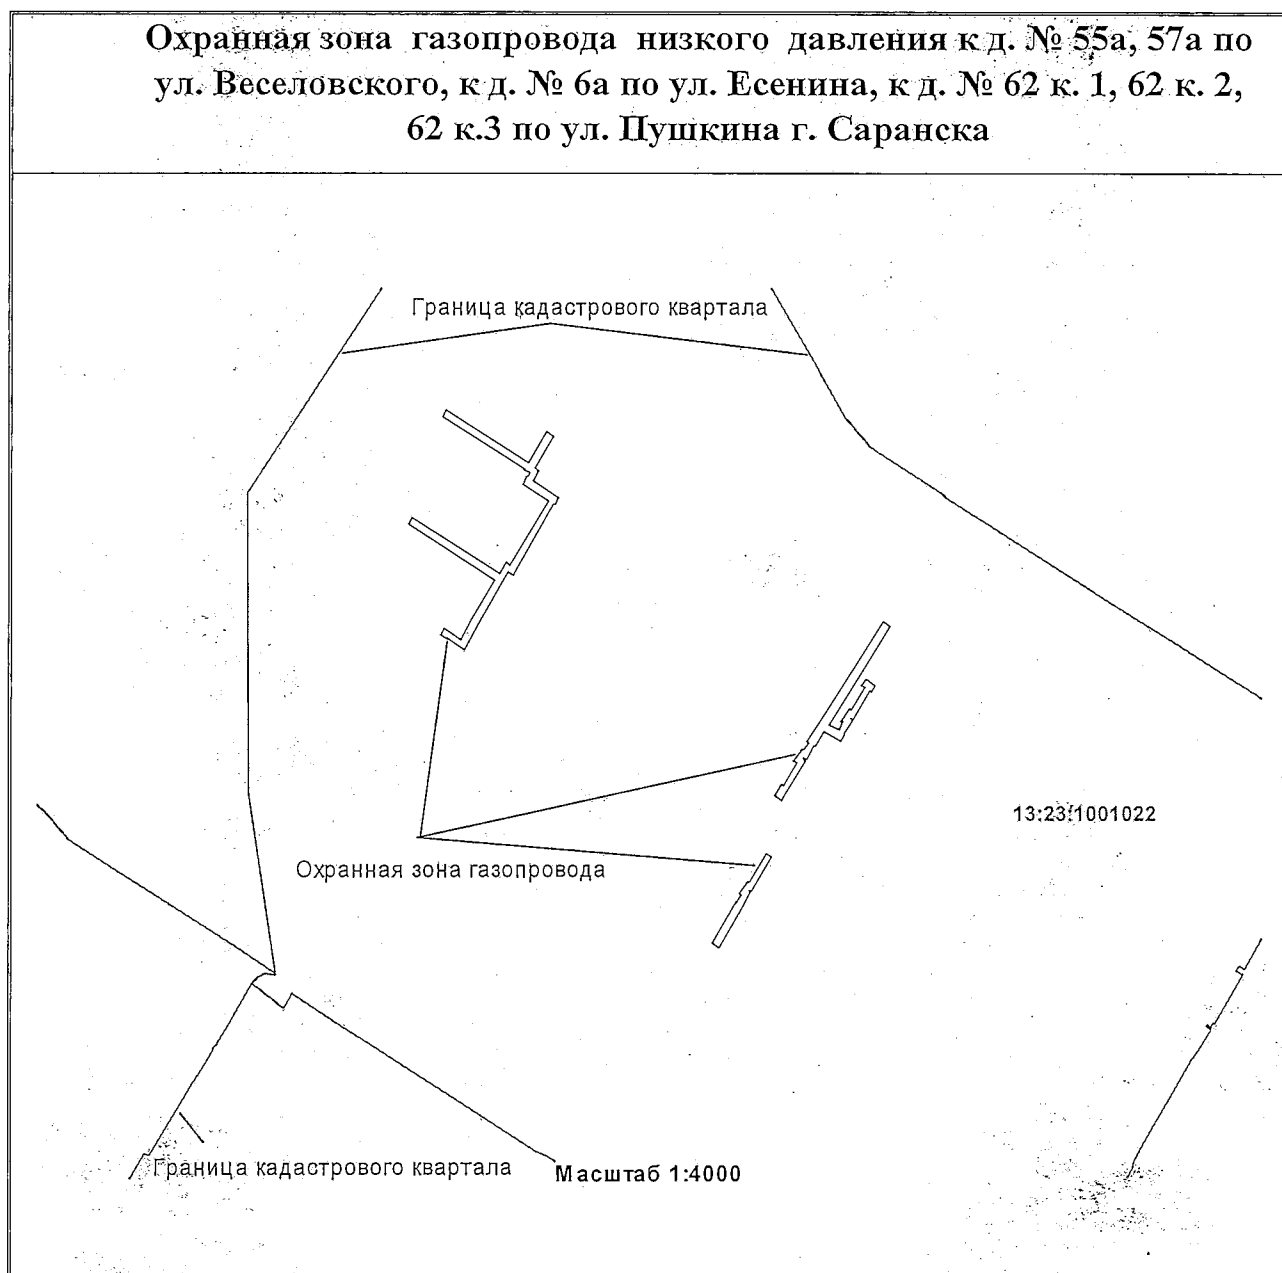 Охранная зона газопровода низкого давления к д. № 55а, 57а по
ул. Веселовского, к д. № 6а по ул. Есенина, к д. № 62 к. 1, 62 к. 2,
62 к.3 по ул. Пушкина г. Саранска
Граница кадастрового квартала
13:23:1001022
Охранная зона газопровода
Граница кадастрового квартала
Масштаб 1:4000